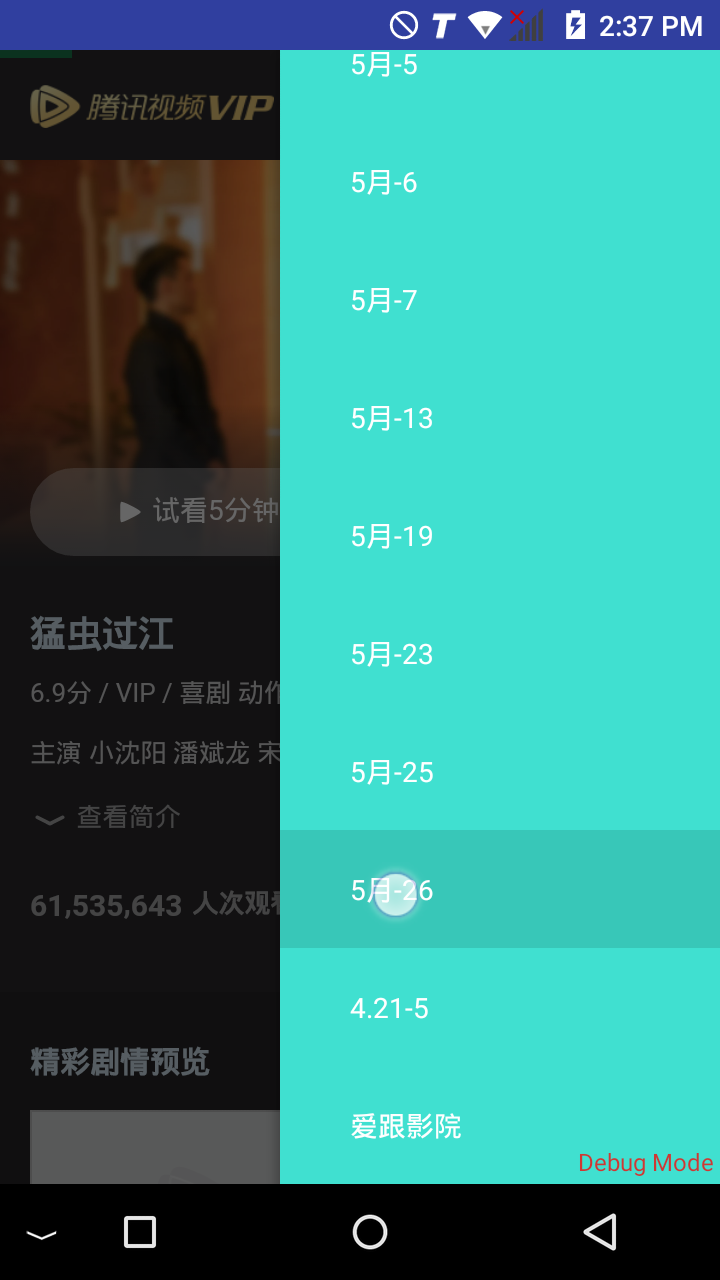 2:37 PM
腾讯视频VIP
试看5分钟
猛虫过江
6.9分 / VIP / 喜剧 动作
主演 小沈阳 潘斌龙 宋
查看简介
61,535,643 人次观看
精彩剧情预览
5月-5
5月-6
5月-7
5月-13
5月-19
5月-23
5月-25
5月-26
4.21-5
爱跟影院
Debug Mode